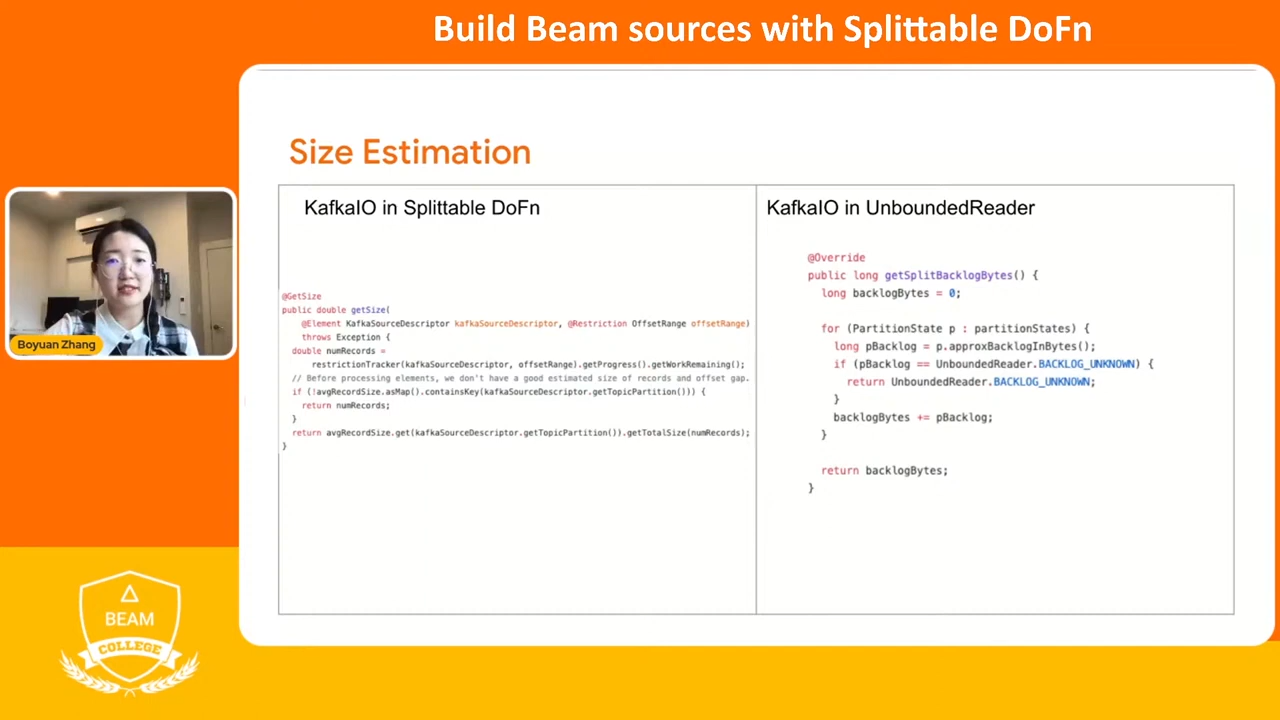 Build Beam sources with Splittable DoFn
Size Estimation
KafkaIO in Splittable DoFn
@GetSize
public double getSize(
@Element KafkaSourceDescriptor kafkaSourceDescriptor, @Restriction OffsetRange offsetRange)
throws Exception {
double numRecords =
restrictionTracker(kafkaSourceDescriptor, offsetRange).getProgress().getWorkRemaining();
// Before processing elements, we don't have a good estimated size of records and offset gap.
if (!avgRecordSize.asMap().containsKey(kafkaSourceDescriptor.getTopicPartition())) {
return numRecords;
}
return avgRecordSize.get(kafkaSourceDescriptor.getTopicPartition()).getTotalSize(numRecords);
}
KafkaIO in UnboundedReader
@Override
public long getSplitBacklogBytes() {
long backlogBytes = 0;
for (PartitionState p : partitionStates) {
long pBacklog = p.approxBacklogInBytes();
if (pBacklog == UnboundedReader.BACKLOG_UNKNOWN) {
return UnboundedReader.BACKLOG_UNKNOWN;
}
backlogBytes += pBacklog;
}
return backlogBytes;
}
Boyuan Zhang
BEAM
COLLEGE